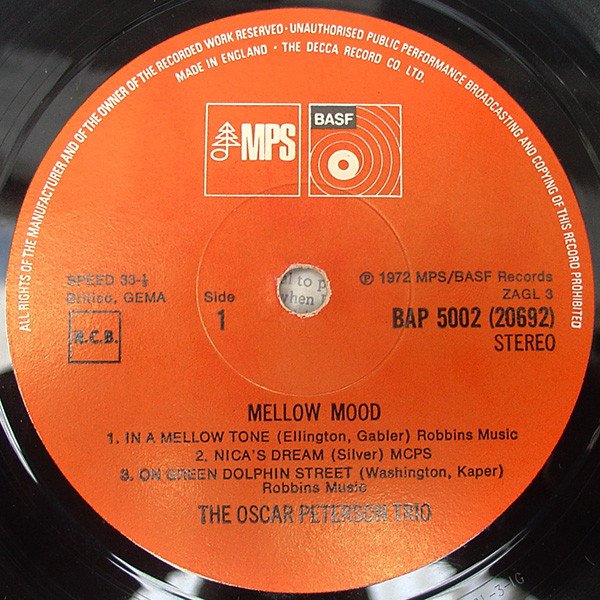 ALL RIGHTS OF THE MANUFACTURER AND OF THE OWNER OF THE RECORDED WORK RESERVED · UNAUTHORISED PUBLIC PERFORMANCE BROADCASTING AND COPYING OF THIS RECORD PROHIBITED
MADE IN ENGLAND · THE DECCA RECORD CO. LTD.
MPS
BASF
el to p
when
SPEED 33-⅓
Britico, GEMA
R.C.B.
Side
1
℗ 1972 MPS/BASF Records
ZAGL 3
BAP 5002 (20692)
STEREO
MELLOW MOOD
1. IN A MELLOW TONE (Ellington, Gabler) Robbins Music
2. NICA'S DREAM (Silver) MCPS
3. ON GREEN DOLPHIN STREET (Washington, Kaper)
Robbins Music
THE OSCAR PETERSON TRIO